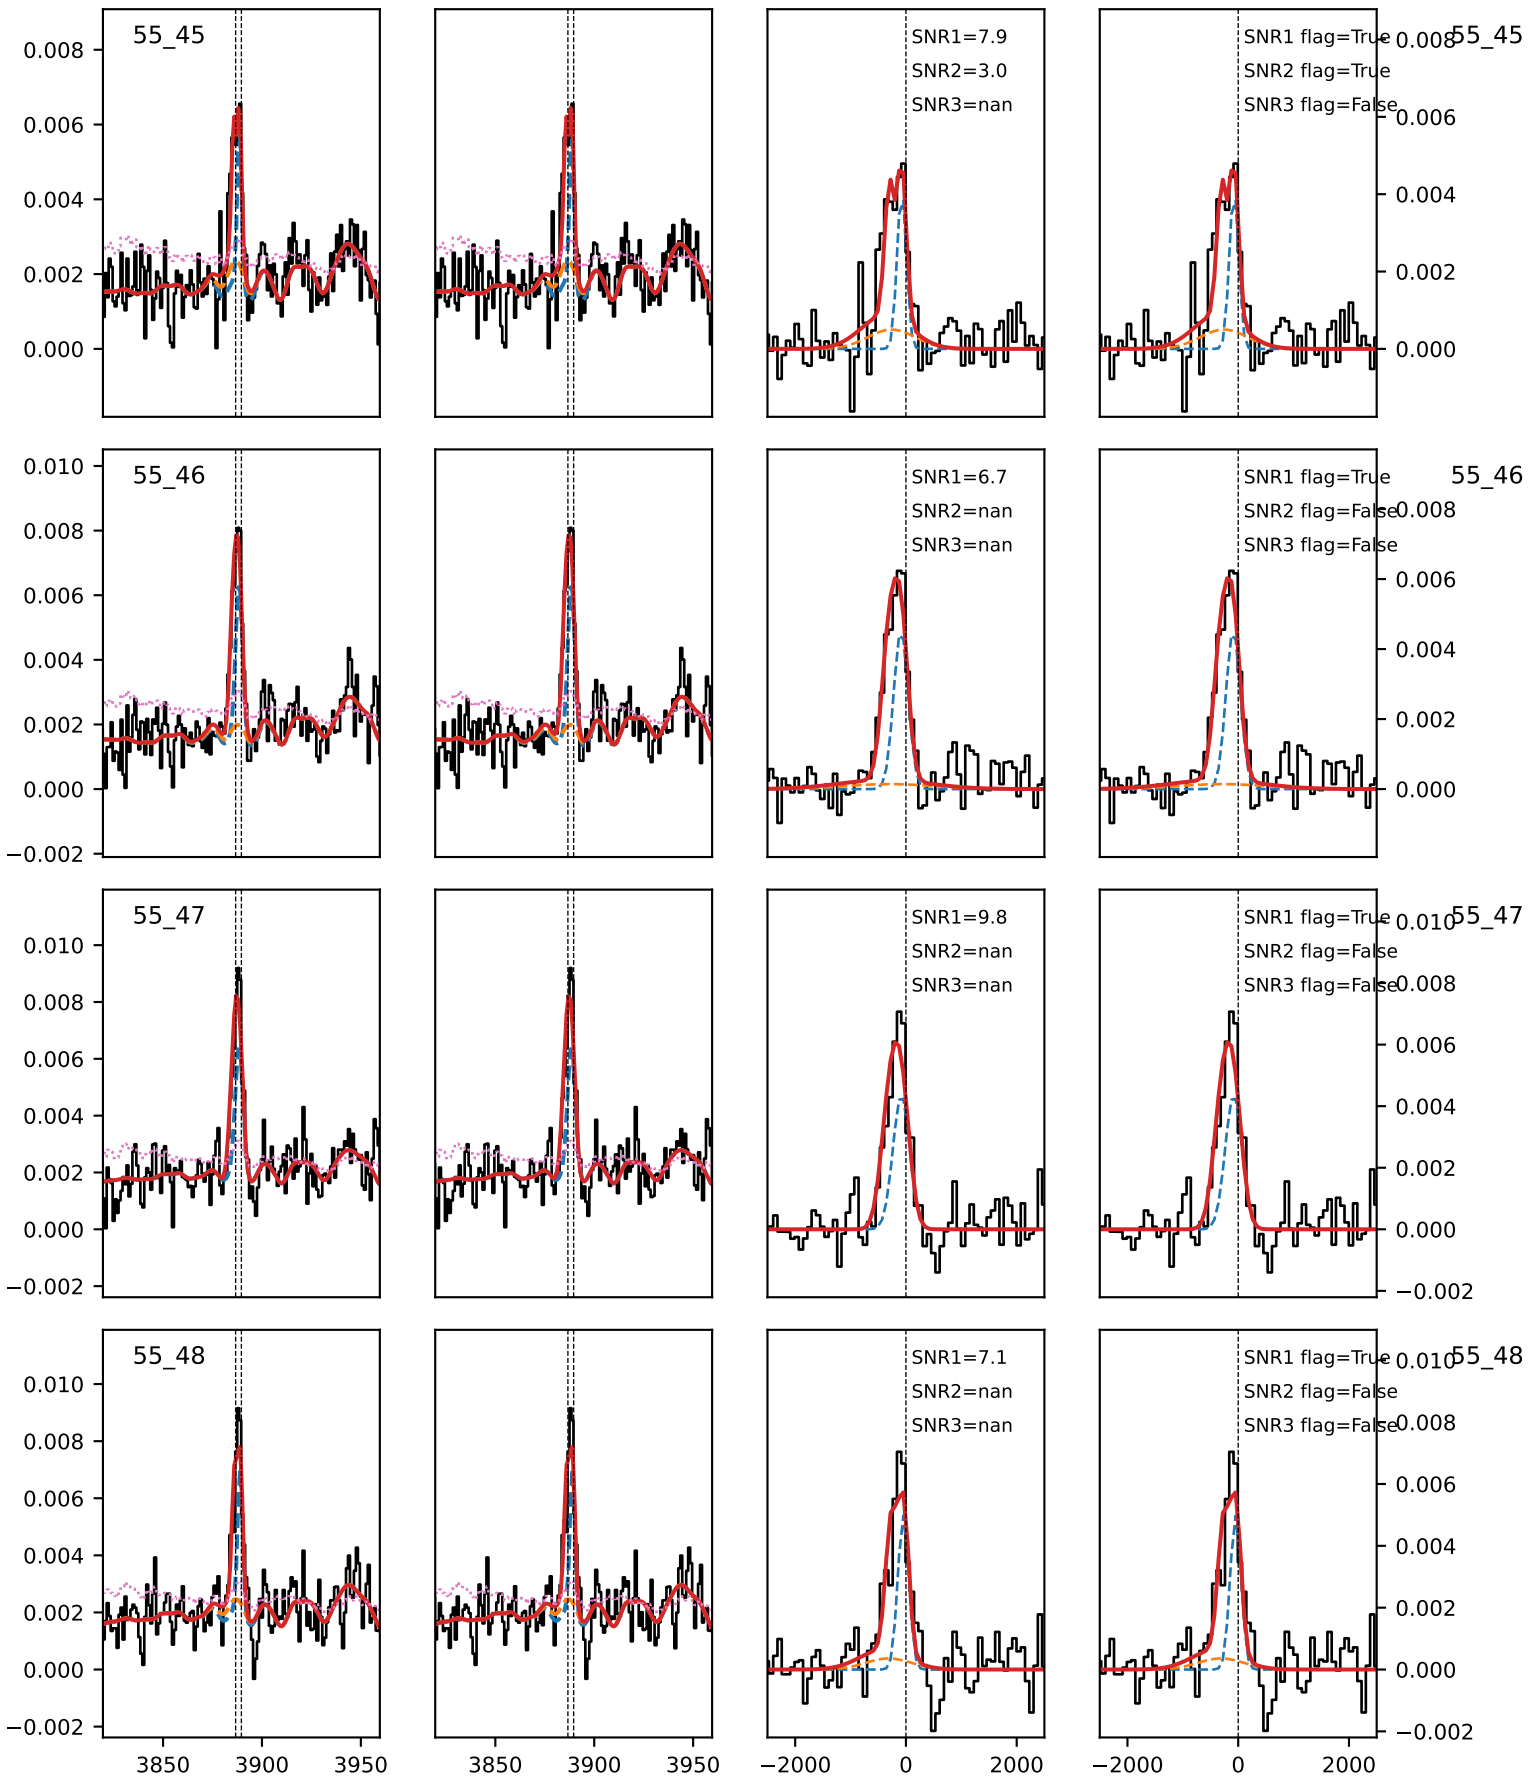 55_45
0.008
0.006
0.004
0.002
0.000
SNR1=7.9
SNR2=3.0
SNR3=nan
SNR1 flag=True
SNR2 flag=True
SNR3 flag=False
0.008
0.006
0.004
0.002
0.000
55_45
55_46
0.010
0.008
0.006
0.004
0.002
0.000
−0.002
SNR1=6.7
SNR2=nan
SNR3=nan
SNR1 flag=True
SNR2 flag=False
SNR3 flag=False
0.008
0.006
0.004
0.002
0.000
55_46
55_47
0.010
0.008
0.006
0.004
0.002
0.000
−0.002
SNR1=9.8
SNR2=nan
SNR3=nan
SNR1 flag=True
SNR2 flag=False
SNR3 flag=False
0.010
0.008
0.006
0.004
0.002
0.000
−0.002
55_47
55_48
0.010
0.008
0.006
0.004
0.002
0.000
−0.002
SNR1=7.1
SNR2=nan
SNR3=nan
SNR1 flag=True
SNR2 flag=False
SNR3 flag=False
0.010
0.008
0.006
0.004
0.002
0.000
−0.002
55_48
3850 3900 3950
3850 3900 3950
−2000 0 2000
−2000 0 2000